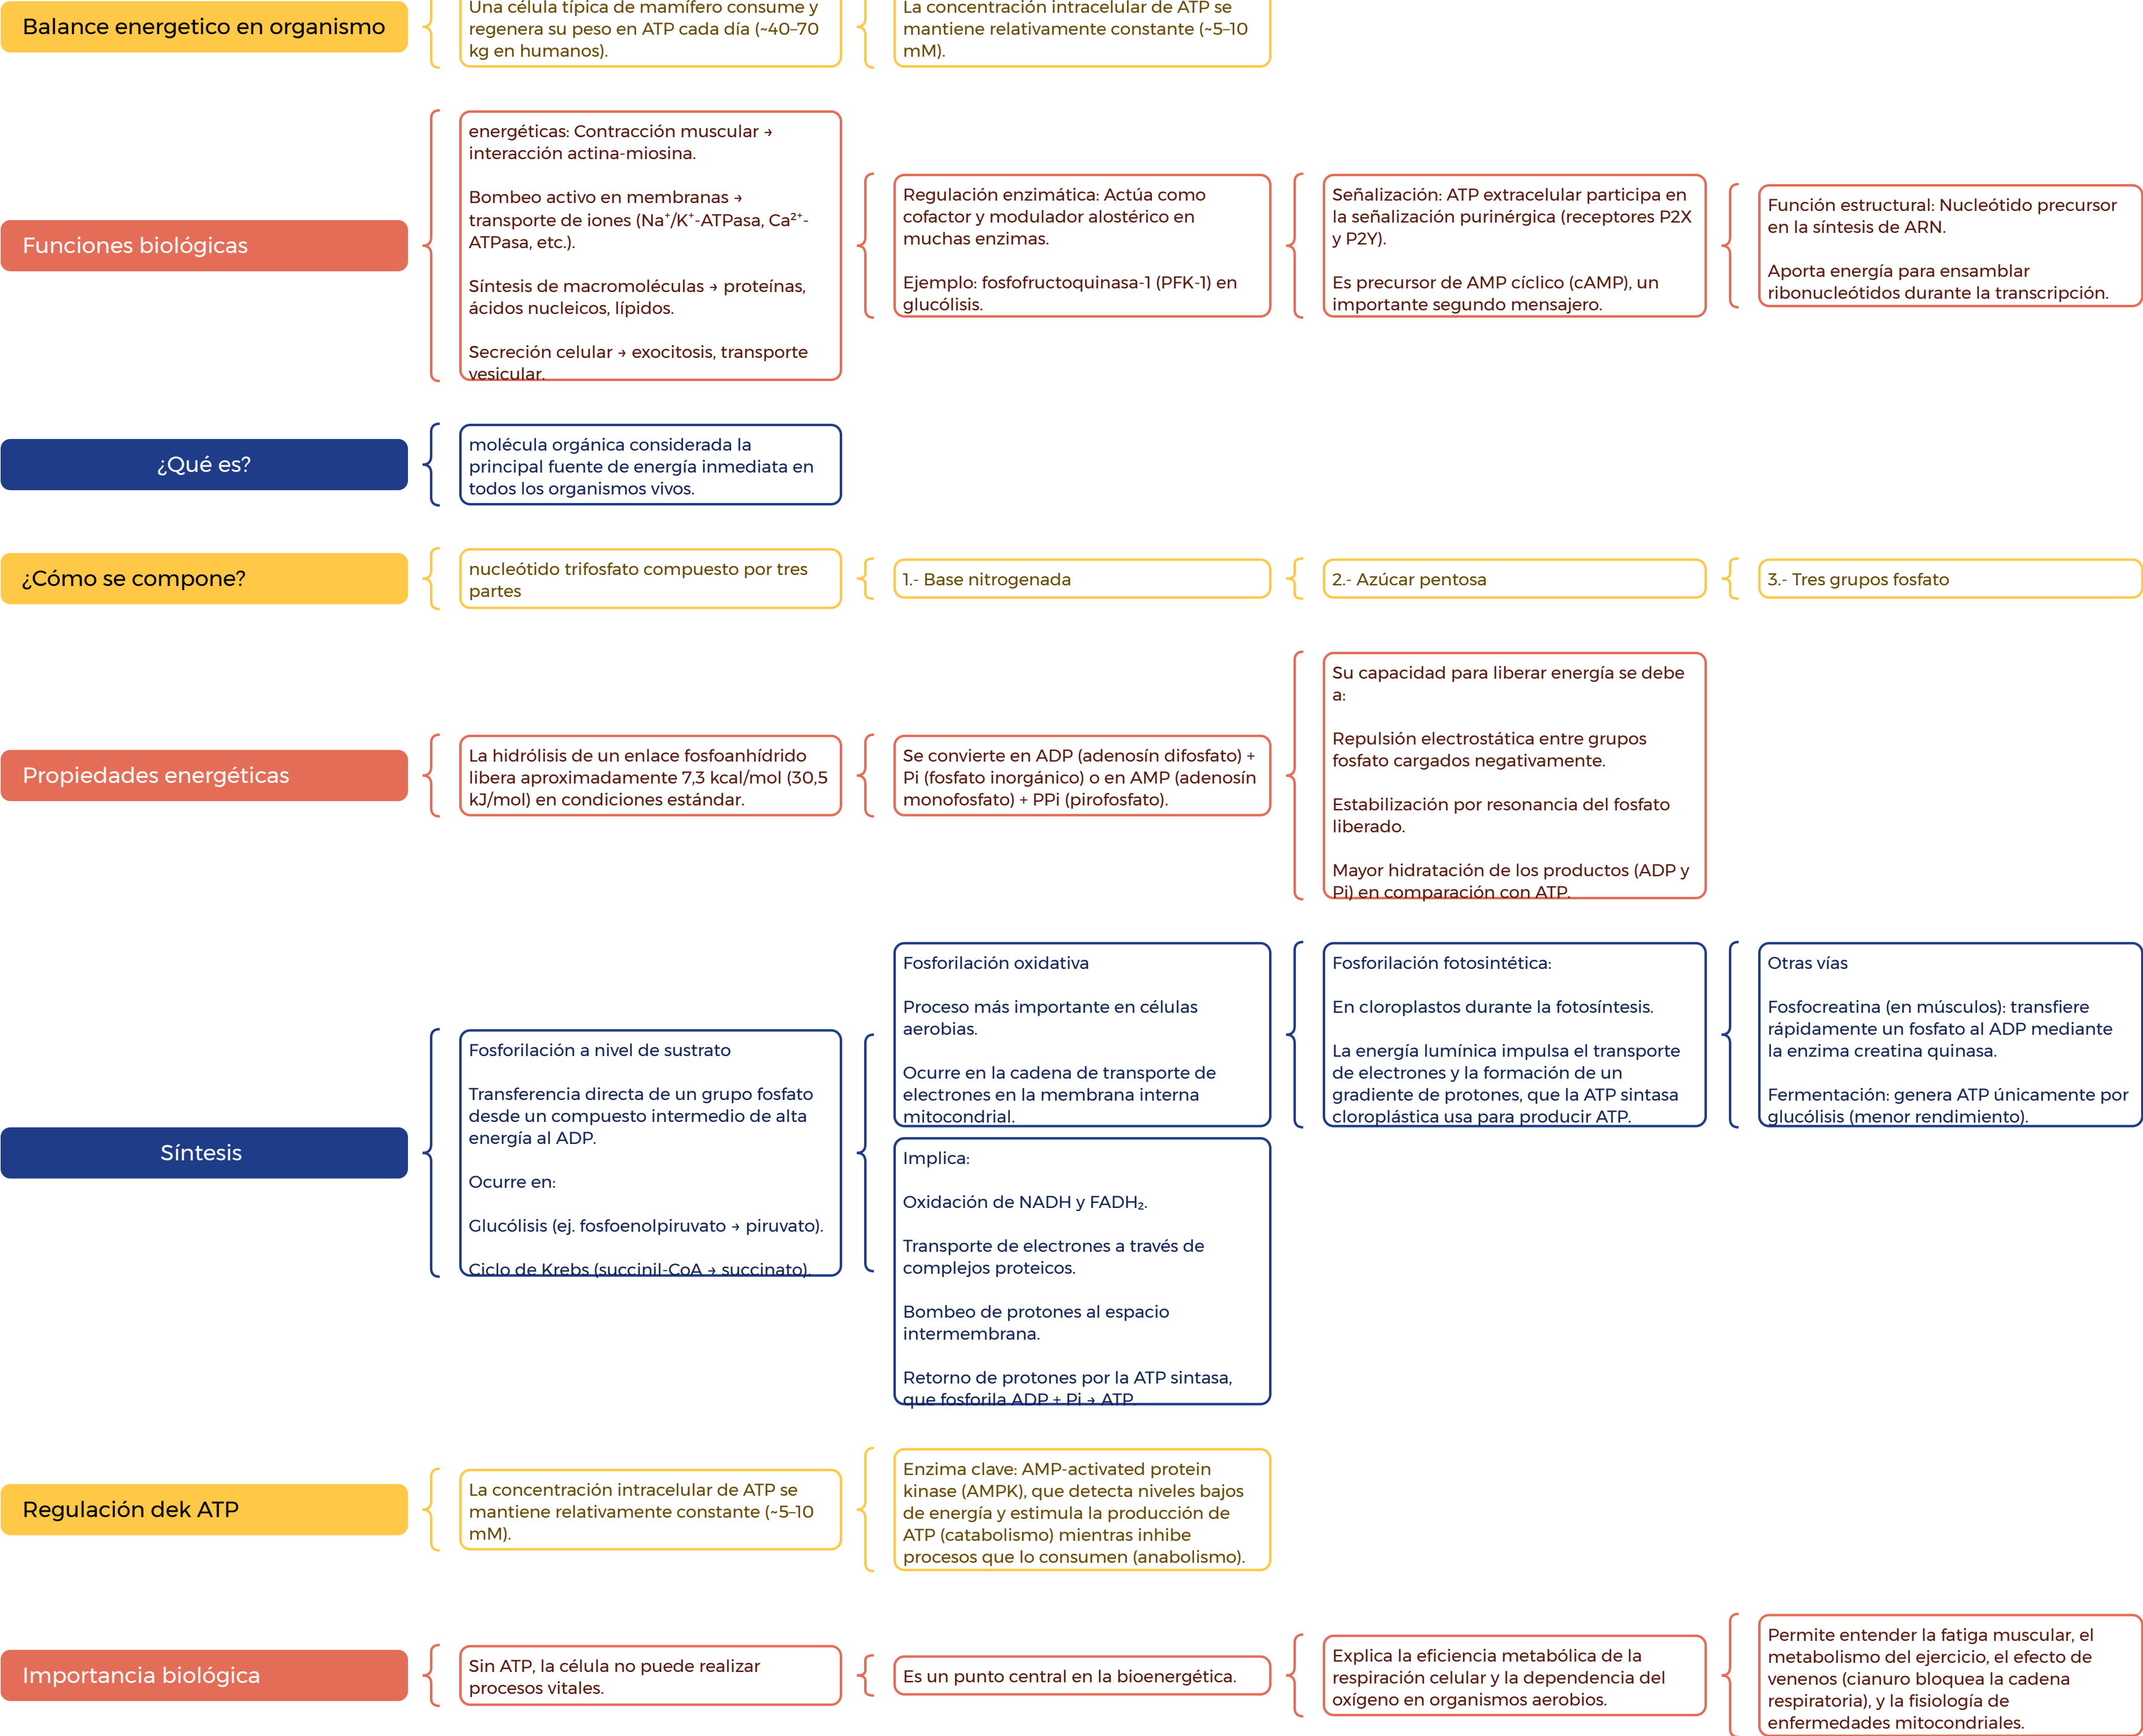 Balance energetico en organismo
Una célula típica de mamífero consume y
regenera su peso en ATP cada día (~40–70
kg en humanos).
La concentración intracelular de ATP se
mantiene relativamente constante (~5–10
mM).
Funciones biológicas
energéticas: Contracción muscular →
interacción actina-miosina.
Bombeo activo en membranas →
transporte de iones (Na⁺/K⁺-ATPasa, Ca²⁺-
ATPasa, etc.).
Síntesis de macromoléculas → proteínas,
ácidos nucleicos, lípidos.
Secreción celular → exocitosis, transporte
vesicular.
Regulación enzimática: Actúa como
cofactor y modulador alostérico en
muchas enzimas.
Ejemplo: fosfofructoquinasa-1 (PFK-1) en
glucólisis.
Señalización: ATP extracelular participa en
la señalización purinérgica (receptores P2X
y P2Y).
Es precursor de AMP cíclico (cAMP), un
importante segundo mensajero.
Función estructural: Nucleótido precursor
en la síntesis de ARN.
Aporta energía para ensamblar
ribonucleótidos durante la transcripción.
¿Qué es?
molécula orgánica considerada la
principal fuente de energía inmediata en
todos los organismos vivos.
¿Cómo se compone?
nucleótido trifosfato compuesto por tres
partes
1.- Base nitrogenada
2.- Azúcar pentosa
3.- Tres grupos fosfato
Propiedades energéticas
La hidrólisis de un enlace fosfoanhídrido
libera aproximadamente 7,3 kcal/mol (30,5
kJ/mol) en condiciones estándar.
Se convierte en ADP (adenosín difosfato) +
Pi (fosfato inorgánico) o en AMP (adenosín
monofosfato) + PPi (pirofosfato).
Su capacidad para liberar energía se debe
a:
Repulsión electrostática entre grupos
fosfato cargados negativamente.
Estabilización por resonancia del fosfato
liberado.
Mayor hidratación de los productos (ADP y
Pi) en comparación con ATP.
Síntesis
Fosforilación a nivel de sustrato
Transferencia directa de un grupo fosfato
desde un compuesto intermedio de alta
energía al ADP.
Ocurre en:
Glucólisis (ej. fosfoenolpiruvato → piruvato).
Ciclo de Krebs (succinil-CoA → succinato).
Fosforilación oxidativa
Proceso más importante en células
aerobias.
Ocurre en la cadena de transporte de
electrones en la membrana interna
mitocondrial.
Implica:
Oxidación de NADH y FADH₂.
Transporte de electrones a través de
complejos proteicos.
Bombeo de protones al espacio
intermembrana.
Retorno de protones por la ATP sintasa,
que fosforila ADP + Pi → ATP.
Fosforilación fotosintética:
En cloroplastos durante la fotosíntesis.
La energía lumínica impulsa el transporte
de electrones y la formación de un
gradiente de protones, que la ATP sintasa
cloroplástica usa para producir ATP.
Otras vías
Fosfocreatina (en músculos): transfiere
rápidamente un fosfato al ADP mediante
la enzima creatina quinasa.
Fermentación: genera ATP únicamente por
glucólisis (menor rendimiento).
Regulación dek ATP
La concentración intracelular de ATP se
mantiene relativamente constante (~5–10
mM).
Enzima clave: AMP-activated protein
kinase (AMPK), que detecta niveles bajos
de energía y estimula la producción de
ATP (catabolismo) mientras inhibe
procesos que lo consumen (anabolismo).
Importancia biológica
Sin ATP, la célula no puede realizar
procesos vitales.
Es un punto central en la bioenergética.
Explica la eficiencia metabólica de la
respiración celular y la dependencia del
oxígeno en organismos aerobios.
Permite entender la fatiga muscular, el
metabolismo del ejercicio, el efecto de
venenos (cianuro bloquea la cadena
respiratoria), y la fisiología de
enfermedades mitocondriales.